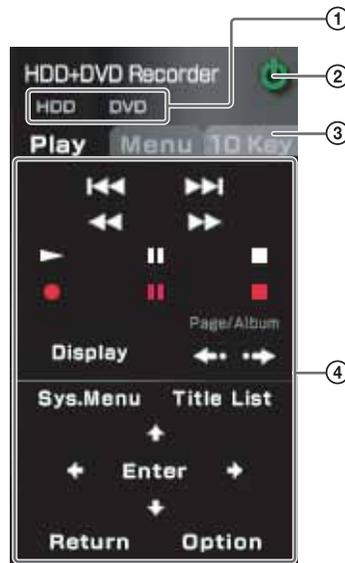 ①
HDD+DVD Recorder
②
HDD DVD
③
Play Menu 10 Key
Page/Album
Display
④
Sys.Menu Title List
Enter
Return Option